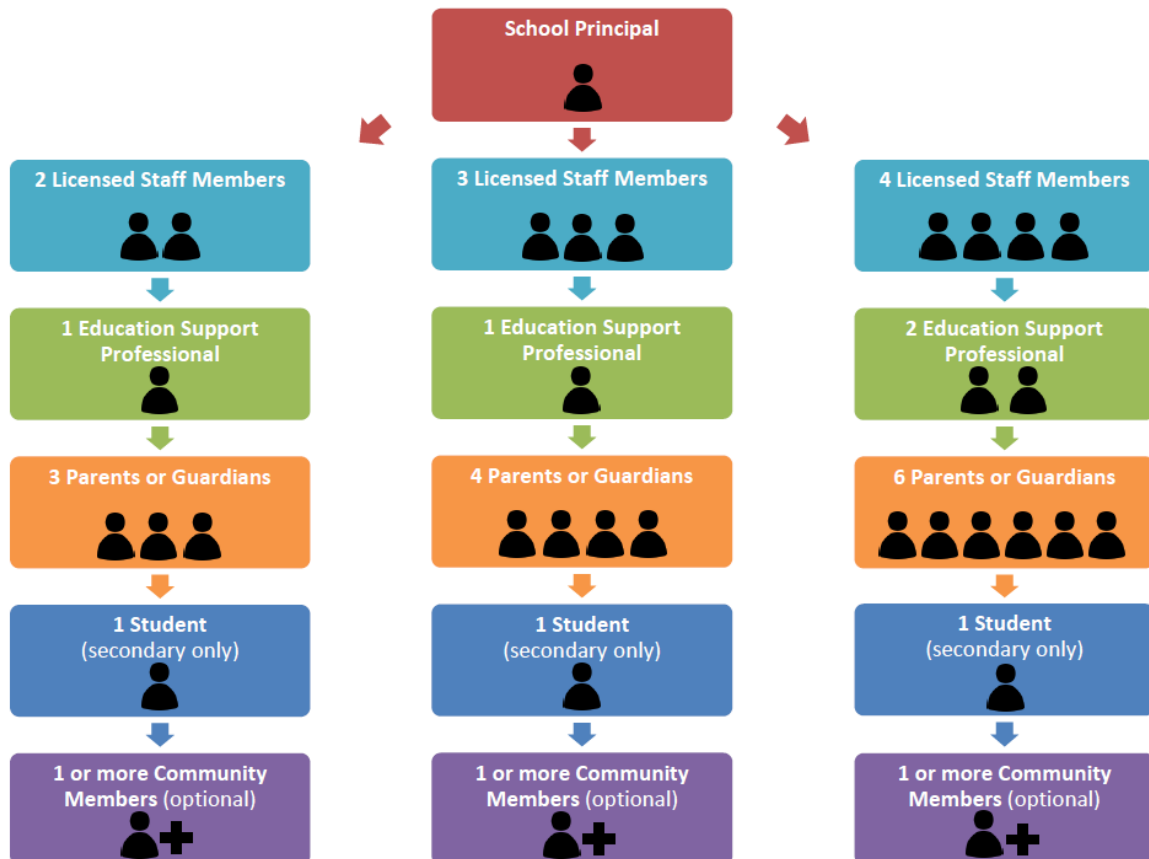 School Principal
2 Licensed Staff Members
1 Education Support
Professional
3 Parents or Guardians
1 Student
(secondary only)
1 or more Community
Members (optional)
3 Licensed Staff Members
1 Education Support
Professional
4 Parents or Guardians
1 Student
(secondary only)
1 or more Community
Members (optional)
4 Licensed Staff Members
2 Education Support
Professional
6 Parents or Guardians
1 Student
(secondary only)
1 or more Community
Members (optional)